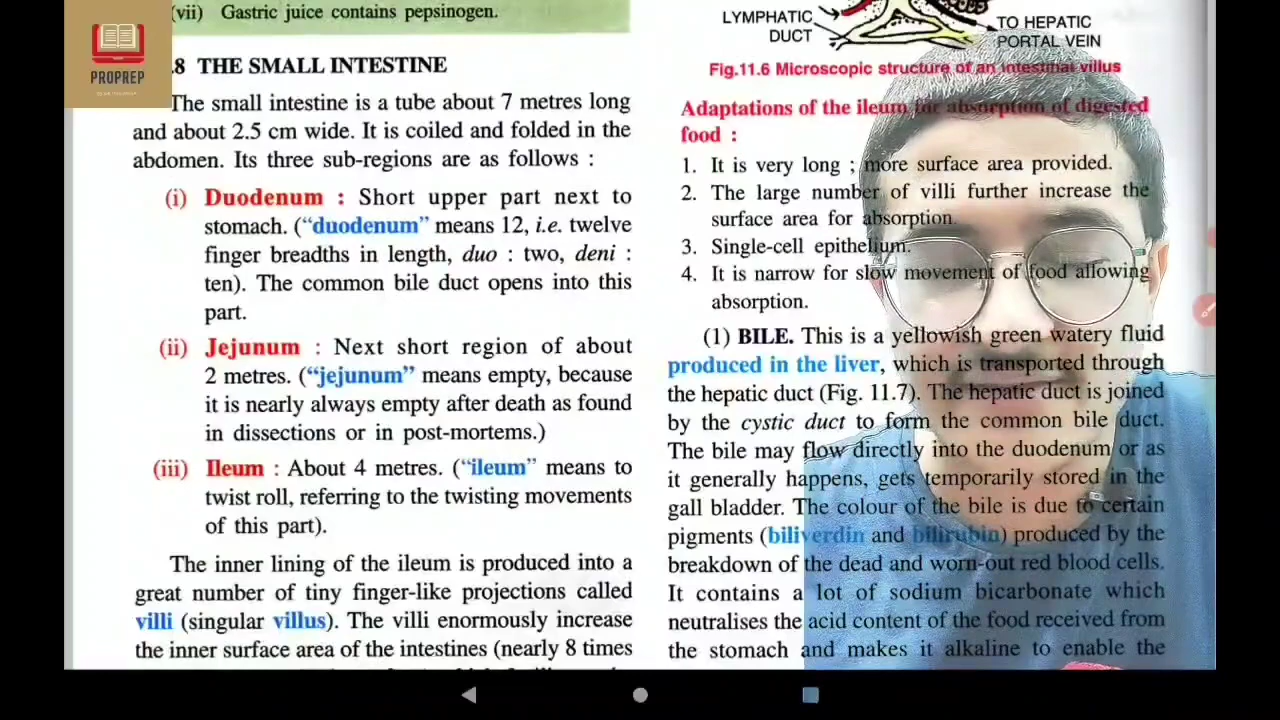 (vii) Gastric juice contains pepsinogen.
PROPREP
.8 THE SMALL INTESTINE
The small intestine is a tube about 7 metres long
and about 2.5 cm wide. It is coiled and folded in the
abdomen. Its three sub-regions are as follows :
(i) Duodenum : Short upper part next to
stomach. (“duodenum” means 12, i.e. twelve
finger breadths in length, duo : two, deni :
ten). The common bile duct opens into this
part.
(ii) Jejunum : Next short region of about
2 metres. (“jejunum” means empty, because
it is nearly always empty after death as found
in dissections or in post-mortems.)
(iii) Ileum : About 4 metres. (“ileum” means to
twist roll, referring to the twisting movements
of this part).
The inner lining of the ileum is produced into a
great number of tiny finger-like projections called
villi (singular villus). The villi enormously increase
the inner surface area of the intestines (nearly 8 times
LYMPHATIC
DUCT
TO HEPATIC
PORTAL VEIN
Fig.11.6 Microscopic structure of an intestinal villus
Adaptations of the ileum for absorption of digested
food :
1. It is very long ; more surface area provided.
2. The large number of villi further increase the
surface area for absorption.
3. Single-cell epithelium.
4. It is narrow for slow movement of food allowing
absorption.
(1) BILE. This is a yellowish green watery fluid
produced in the liver, which is transported through
the hepatic duct (Fig. 11.7). The hepatic duct is joined
by the cystic duct to form the common bile duct.
The bile may flow directly into the duodenum or as
it generally happens, gets temporarily stored in the
gall bladder. The colour of the bile is due to certain
pigments (biliverdin and bilirubin) produced by the
breakdown of the dead and worn-out red blood cells.
It contains a lot of sodium bicarbonate which
neutralises the acid content of the food received from
the stomach and makes it alkaline to enable the